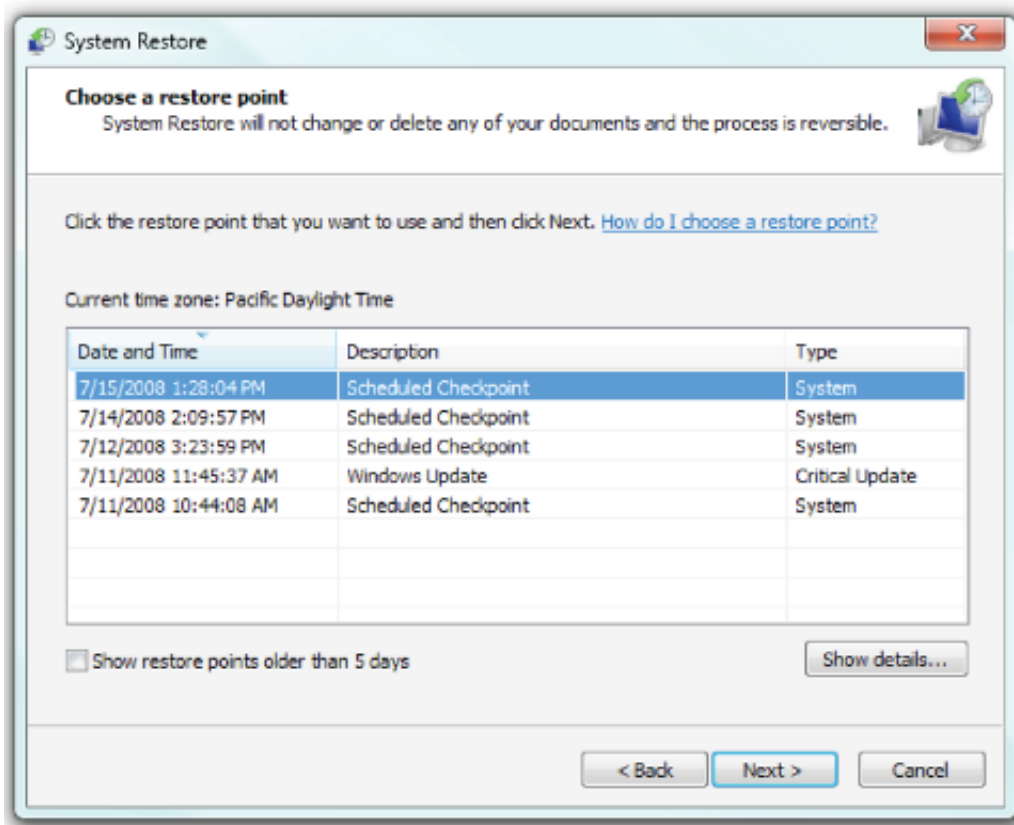 System Restore
Choose a restore point
System Restore will not change or delete any of your documents and the process is reversible.
Click the restore point that you want to use and then click Next. How do I choose a restore point?
Current time zone: Pacific Daylight Time
Date and Time Description Type
7/15/2008 1:28:04 PM Scheduled Checkpoint System
7/14/2008 2:09:57 PM Scheduled Checkpoint System
7/12/2008 3:23:59 PM Scheduled Checkpoint System
7/11/2008 11:45:37 AM Windows Update Critical Update
7/11/2008 10:44:08 AM Scheduled Checkpoint System
Show restore points older than 5 days Show details...
< Back Next > Cancel